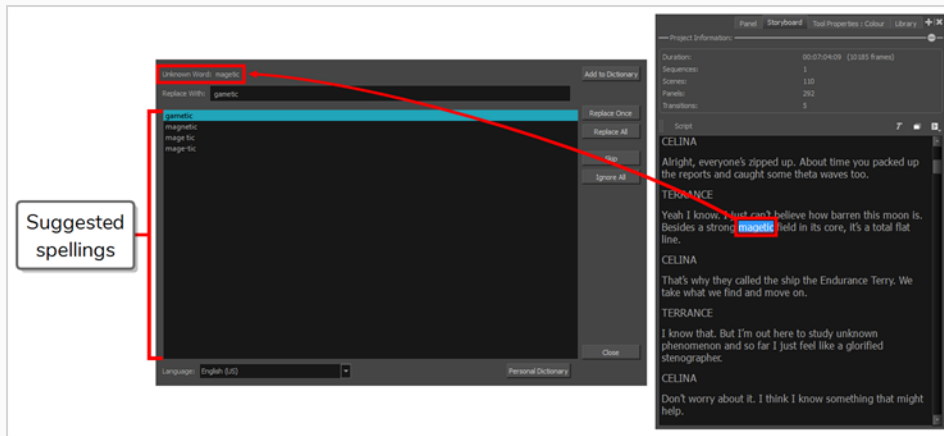 Suggested
spellings
Unknown Word: magetic
Add to Dictionary
Replace With: gametic
gametic
magnetic
mage tic
mage-tic
Replace Once
Replace All
Skip
Ignore All
Close
Language: English (US)
Personal Dictionary
Panel Storyboard Tool Properties : Colour Library
Project Information:
Duration: 00:07:04:09 (10185 frames)
Sequences: 1
Scenes: 110
Panels: 292
Transitions: 5
Script
CELINA
Alright, everyone's zipped up. About time you packed up
the reports and caught some theta waves too.
TERRANCE
Yeah I know. I just can't believe how barren this moon is.
Besides a strong magetic field in its core, it's a total flat
line.
CELINA
That's why they called the ship the Endurance Terry. We
take what we find and move on.
TERRANCE
I know that. But I'm out here to study unknown
phenomenon and so far I just feel like a glorified
stenographer.
CELINA
Don't worry about it. I think I know something that might
help.